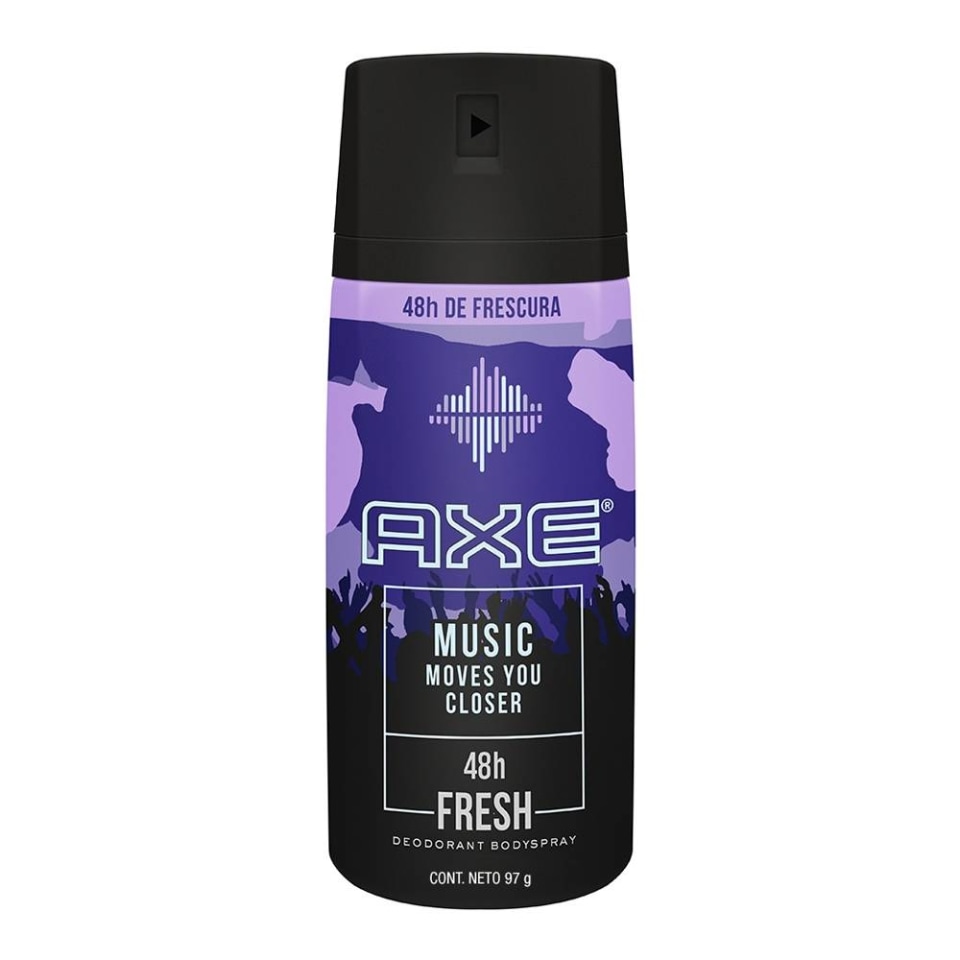 48h DE FRESCURA
AXE®
MUSIC
MOVES YOU
CLOSER
48h
FRESH
DEODORANT BODYSPRAY
CONT. NETO 97 g